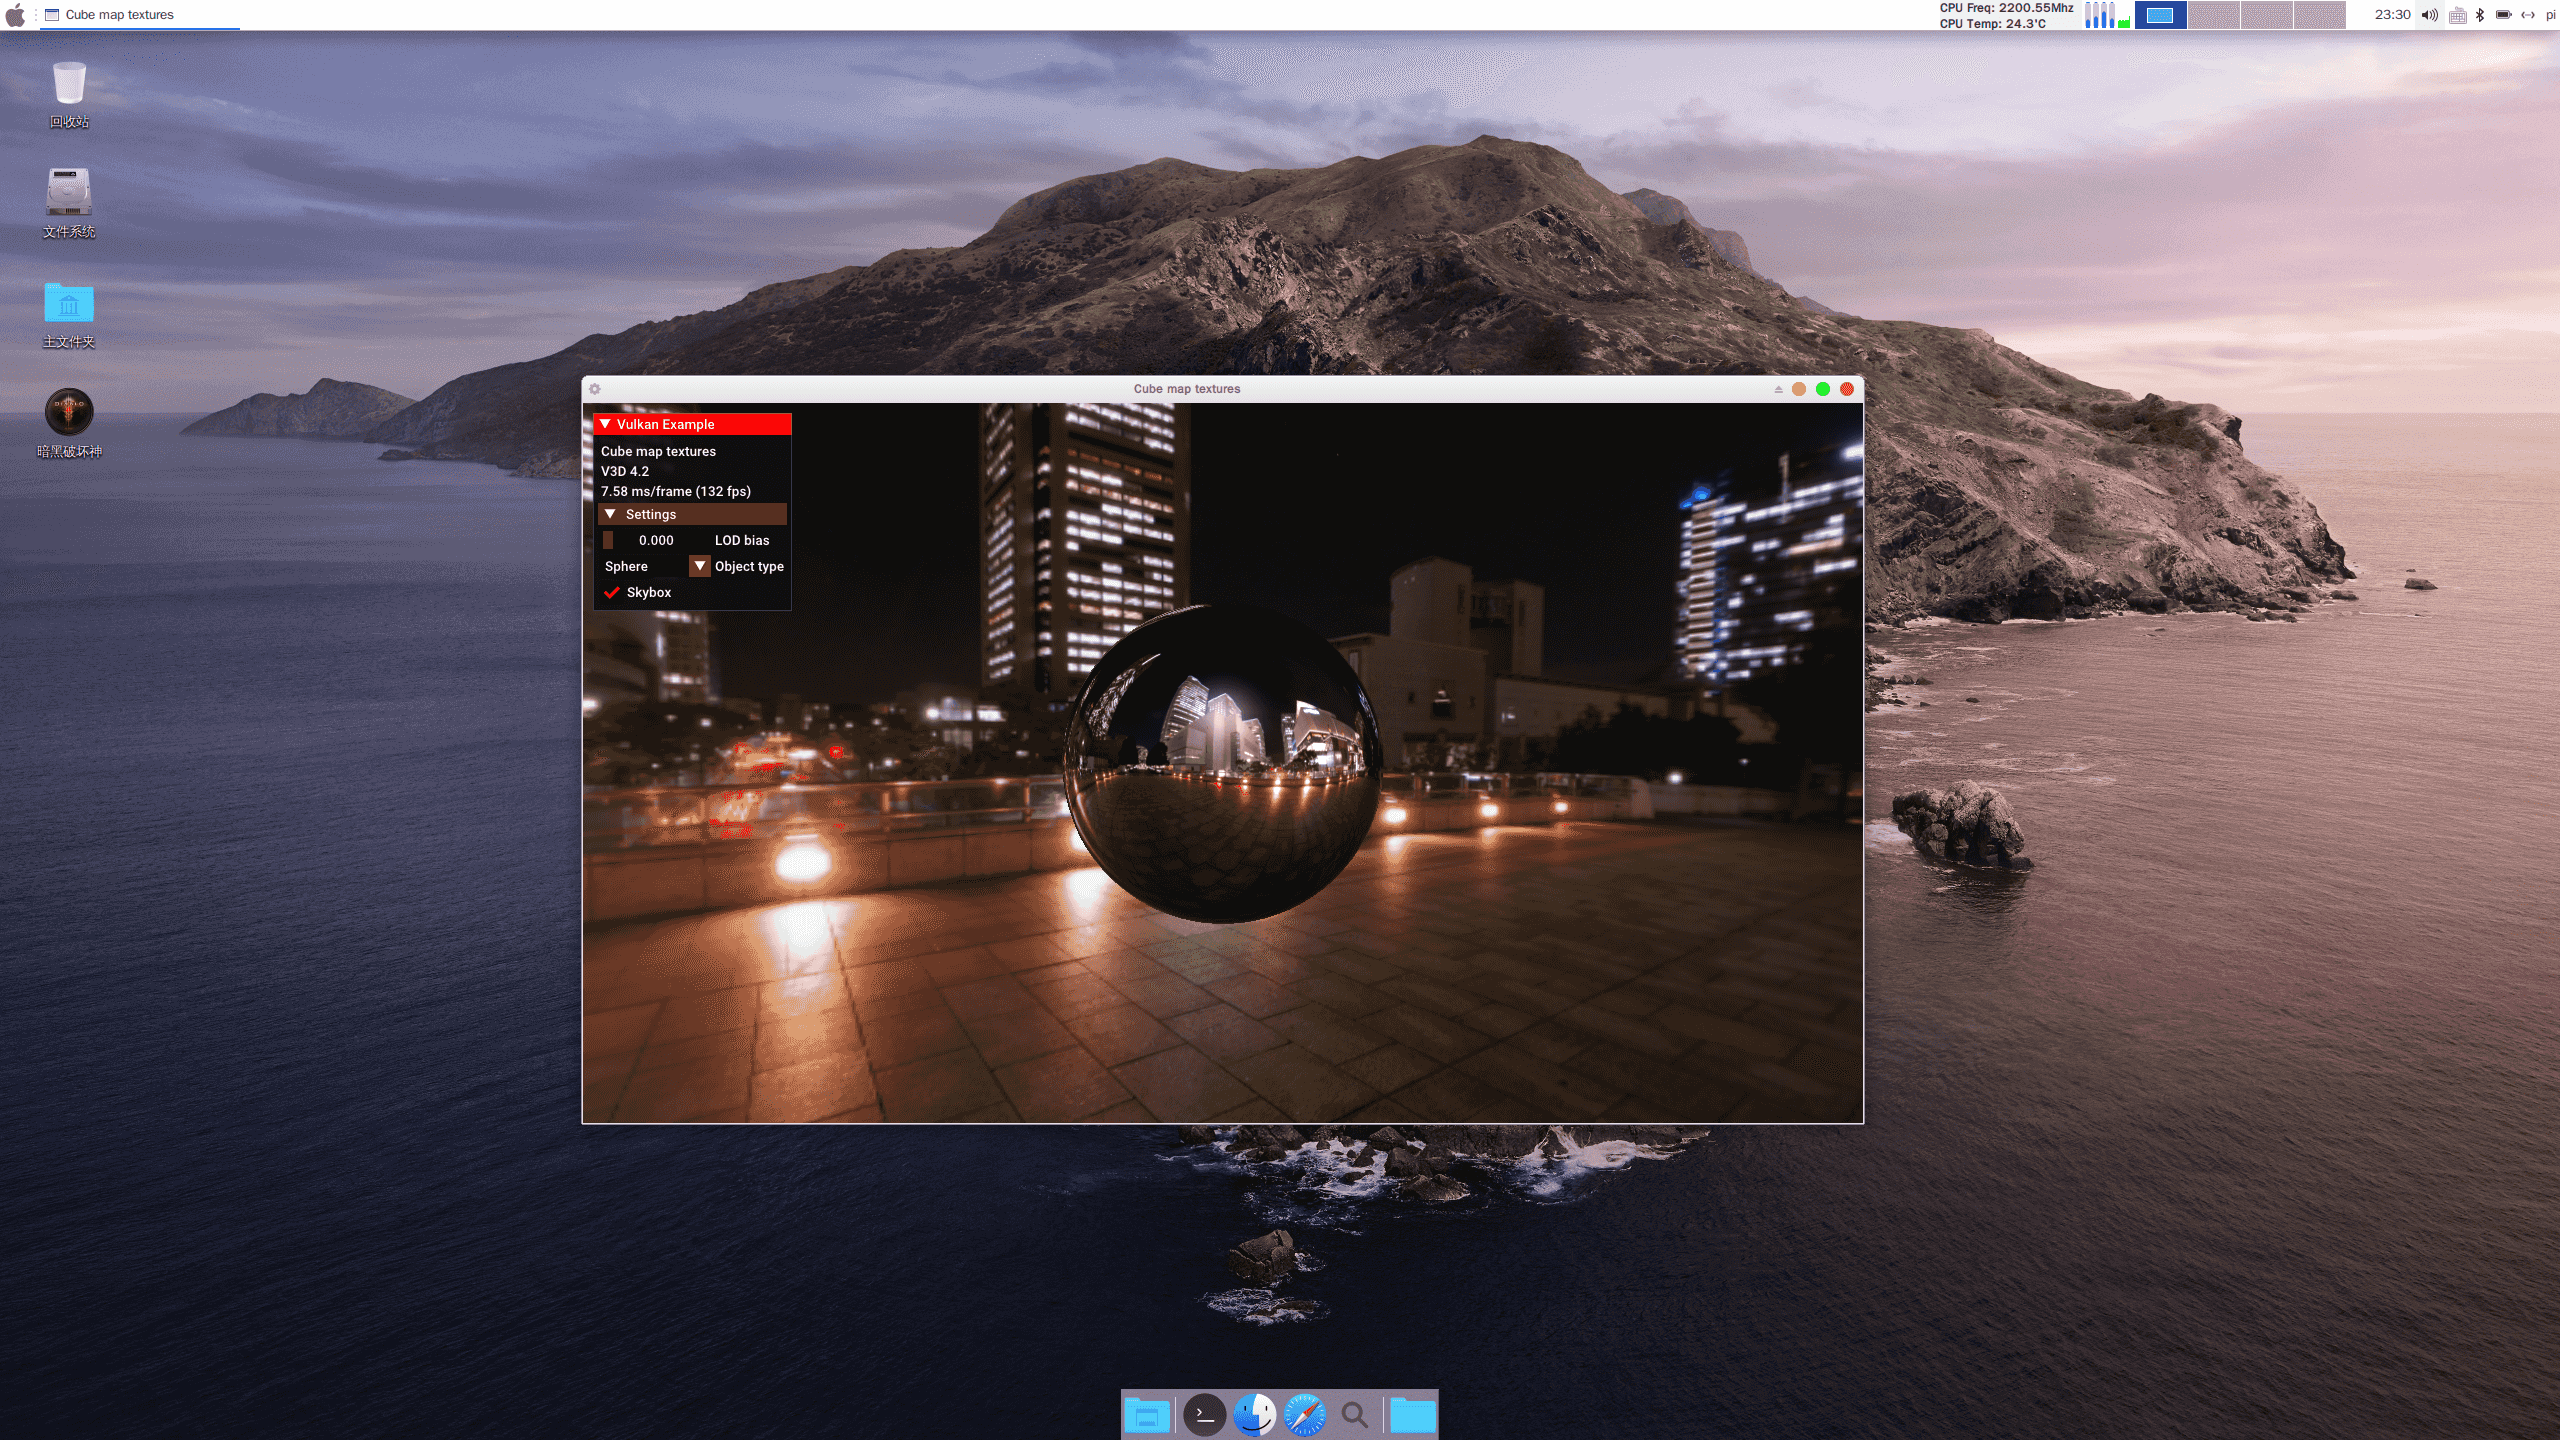 Cube map textures
CPU Freq: 2200.55Mhz
CPU Temp: 24.3'C
23:30
pi
回收站
文件系统
主文件夹
DIABLO
暗黑破坏神
Cube map textures
Vulkan Example
Cube map textures
V3D 4.2
7.58 ms/frame (132 fps)
Settings
0.000 LOD bias
Sphere Object type
Skybox